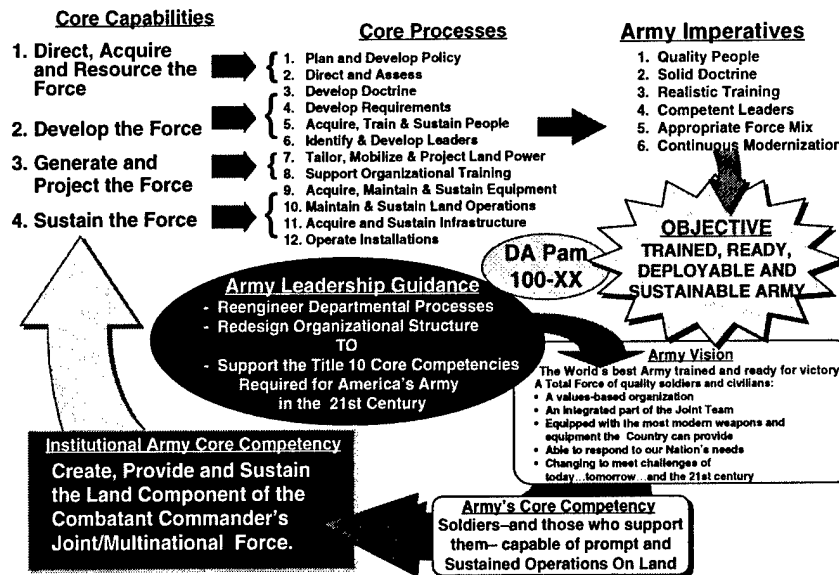 Core Capabilities
1. Direct, Acquire
and Resource the
Force
2. Develop the Force
3. Generate and
Project the Force
4. Sustain the Force
Core Processes
1. Plan and Develop Policy
2. Direct and Assess
3. Develop Doctrine
4. Develop Requirements
5. Acquire, Train & Sustain People
6. Identify & Develop Leaders
7. Tailor, Mobilize & Project Land Power
8. Support Organizational Training
9. Acquire, Maintain & Sustain Equipment
10. Maintain & Sustain Land Operations
11. Acquire and Sustain Infrastructure
12. Operate Installations
Army Imperatives
1. Quality People
2. Solid Doctrine
3. Realistic Training
4. Competent Leaders
5. Appropriate Force Mix
6. Continuous Modernization
OBJECTIVE
TRAINED, READY,
DEPLOYABLE AND
SUSTAINABLE ARMY
DA Pam
100-XX
Army Leadership Guidance
- Reengineer Departmental Processes
- Redesign Organizational Structure
TO
- Support the Title 10 Core Competencies
Required for America's Army
in the 21st Century
Army Vision
The World's best Army trained and ready for victory
A Total Force of quality soldiers and civilians:
• A values-based organization
• An integrated part of the Joint Team
• Equipped with the most modern weapons and
equipment the Country can provide
• Able to respond to our Nation's needs
• Changing to meet challenges of
today...tomorrow...and the 21st century
Institutional Army Core Competency
Create, Provide and Sustain
the Land Component of the
Combatant Commander's
Joint/Multinational Force.
Army's Core Competency
Soldiers–and those who support
them– capable of prompt and
Sustained Operations On Land